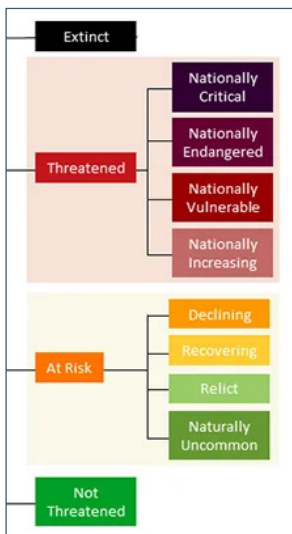 Extinct
Threatened
Nationally
Critical
Nationally
Endangered
Nationally
Vulnerable
Nationally
Increasing
At Risk
Declining
Recovering
Relict
Naturally
Uncommon
Not
Threatened